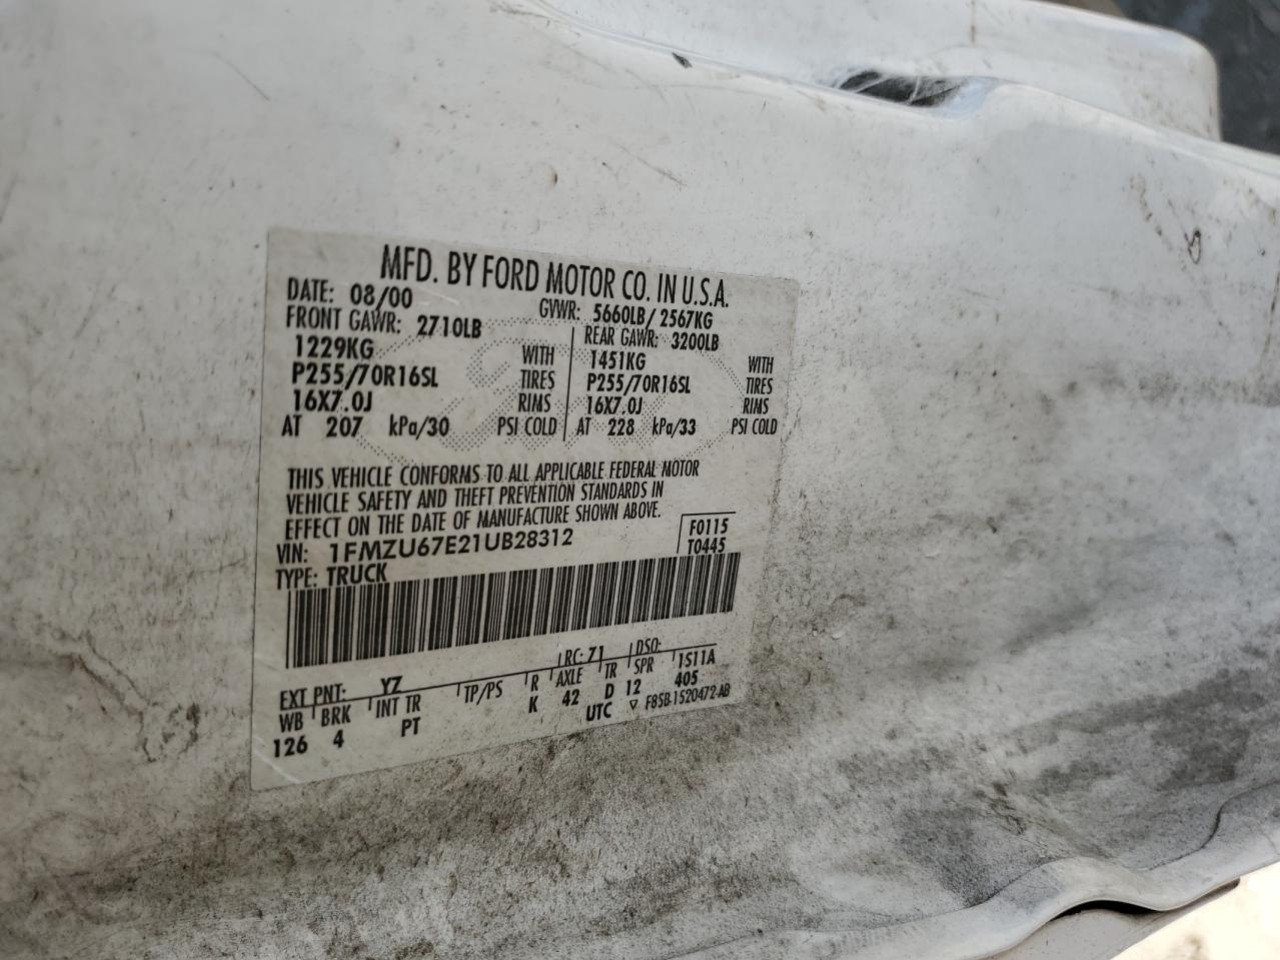 MFD. BY FORD MOTOR CO. IN U.S.A.
DATE: 08/00 GVWR: 5660LB/2567KG
FRONT GAWR: 2710LB REAR GAWR: 3200LB
1229KG WITH 1451KG WITH
P255/70R16SL TIRES P255/70R16SL TIRES
16X7.0J RIMS 16X7.0J RIMS
AT 207 kPa/30 PSI COLD AT 228 kPa/33 PSI COLD
THIS VEHICLE CONFORMS TO ALL APPLICABLE FEDERAL MOTOR
VEHICLE SAFETY AND THEFT PREVENTION STANDARDS IN
EFFECT ON THE DATE OF MANUFACTURE SHOWN ABOVE.
VIN: 1FMZU67E21UB28312 F0115
TYPE: TRUCK T0445
EXT PNT: YZ RC: 71 DSO:
WB BRK INT TR TP/PS R AXLE TR SPR 1S11A
126 4 PT K 42 D 12 405
UTC ▽ F85B-1520472-AB